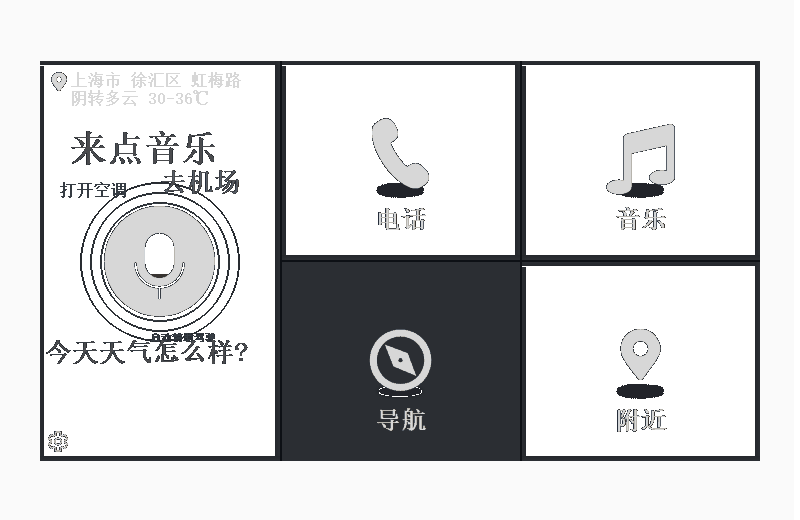 上海市 徐汇区 虹梅路
阴转多云 30-36℃
来点音乐
去机场
打开空调
今天天气怎么样?
电话
音乐
导航
附近